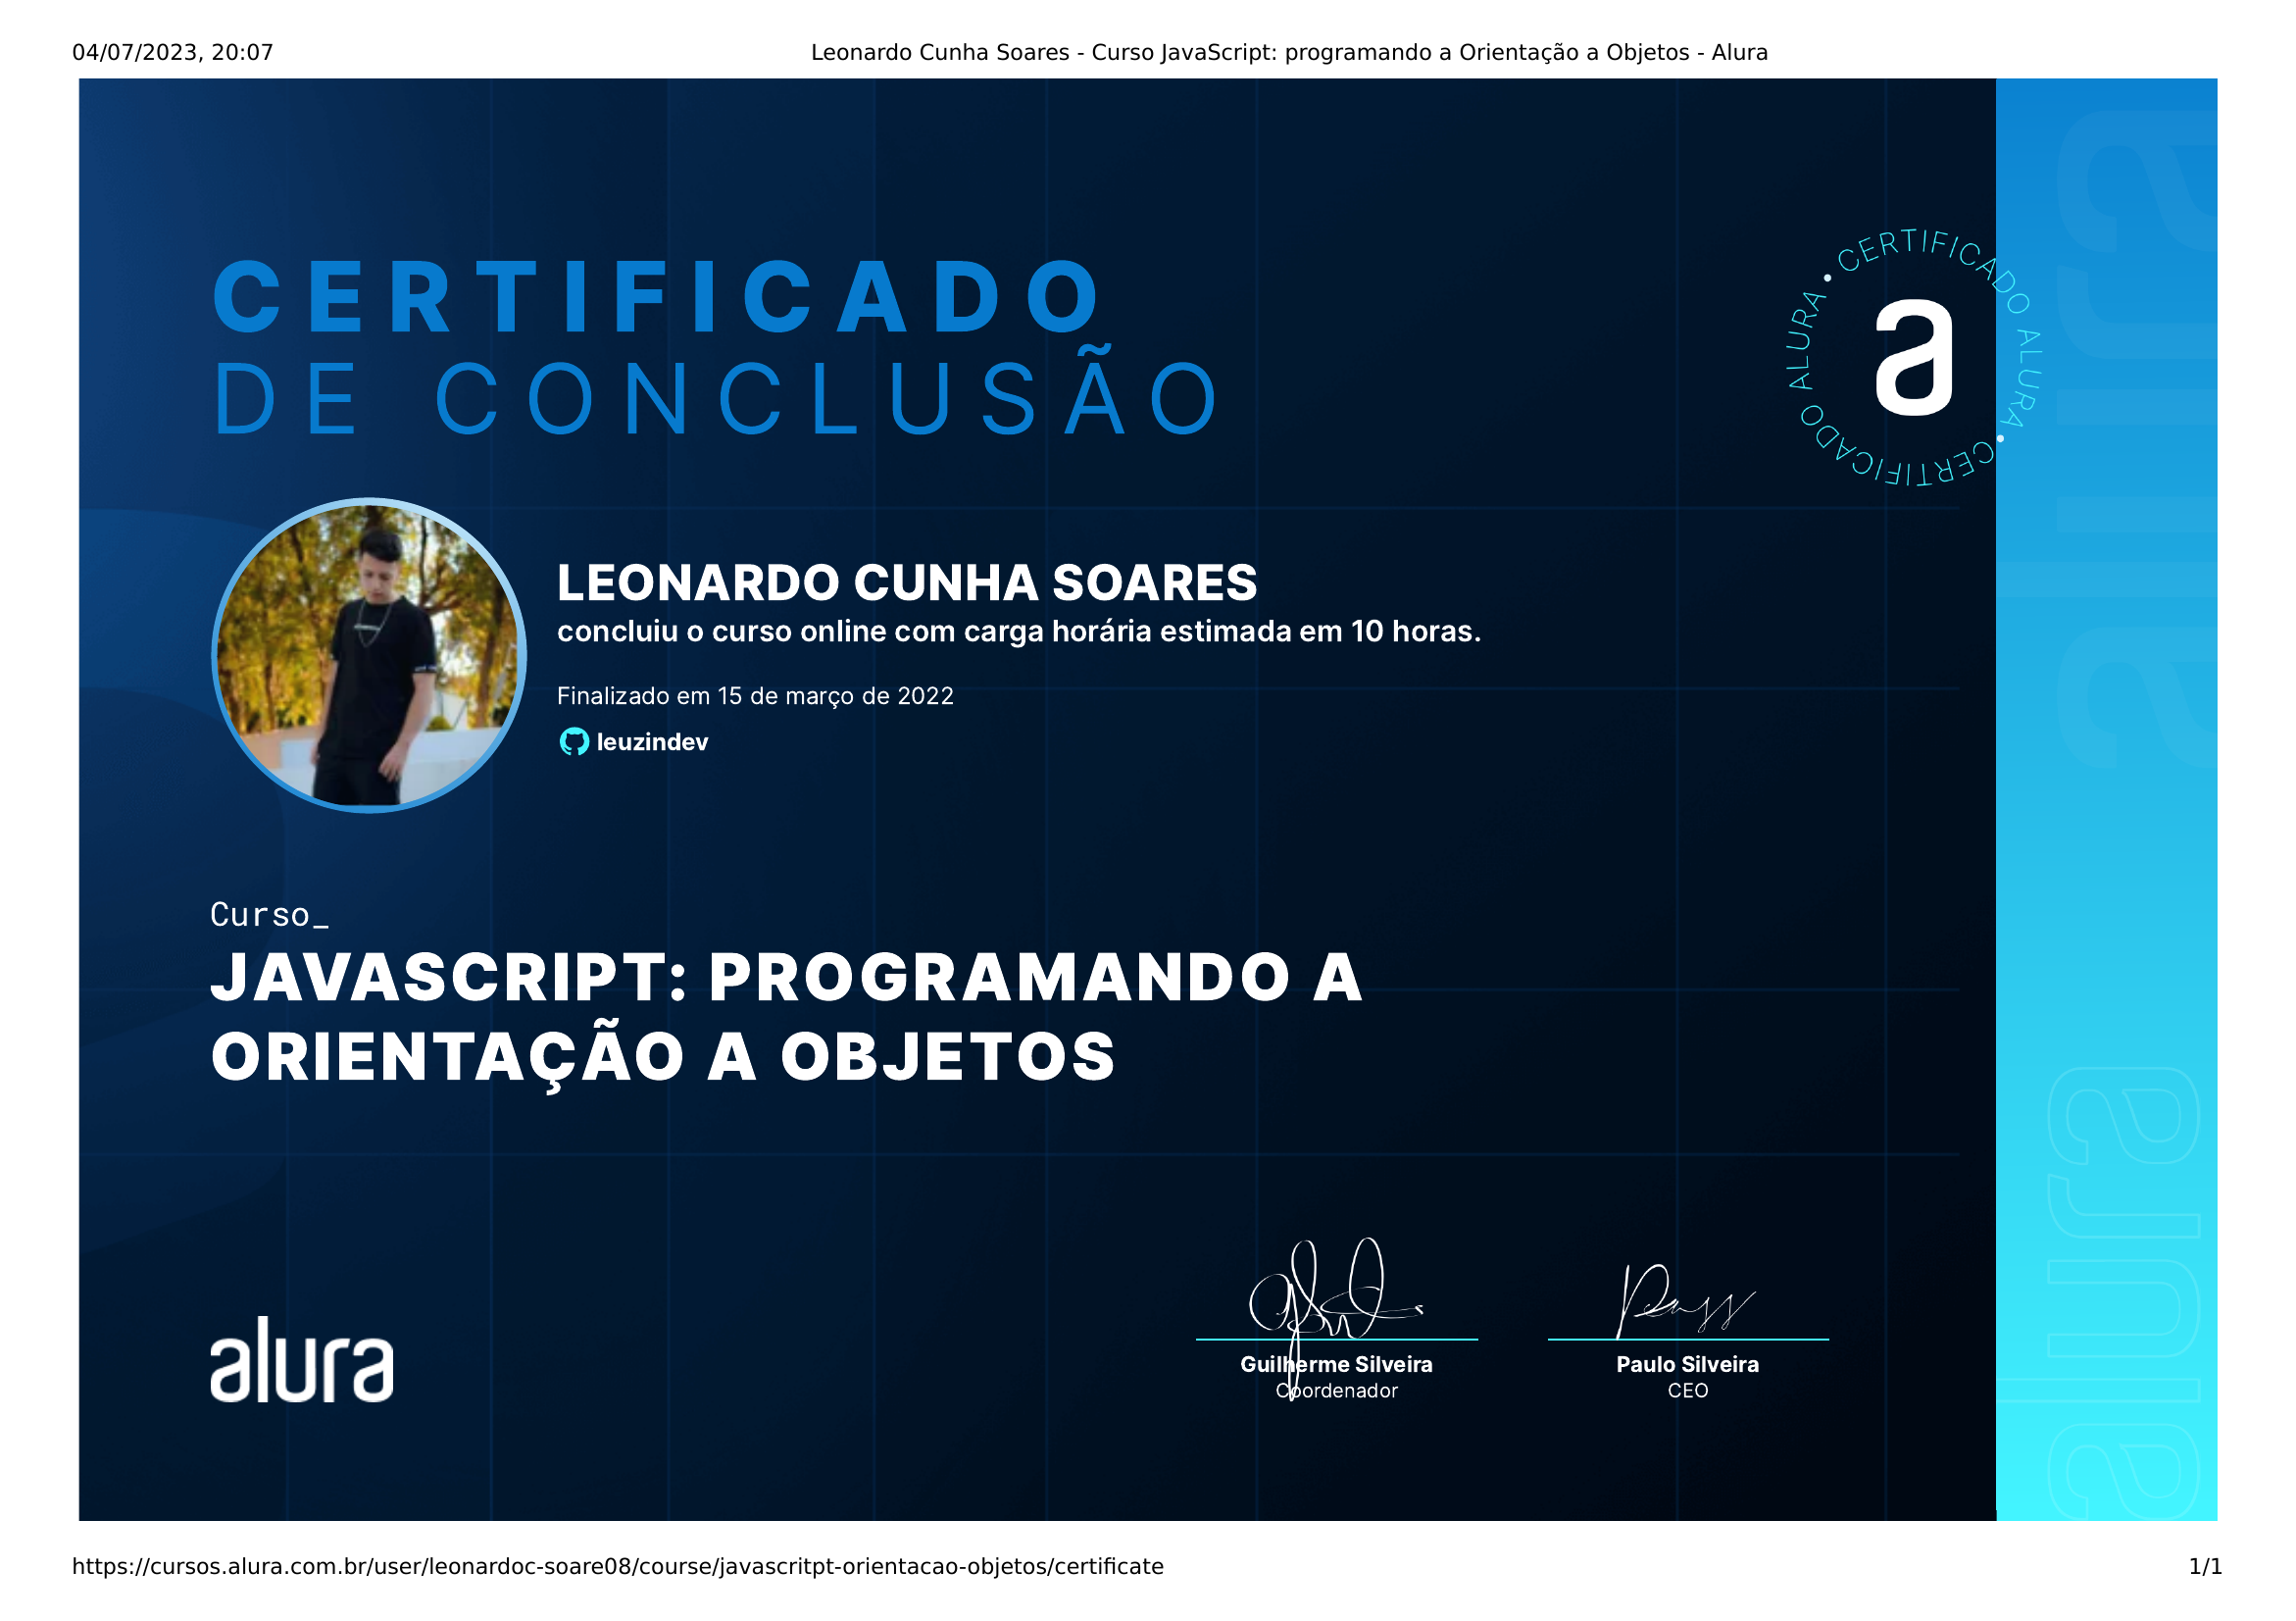 04/07/2023, 20:07
Leonardo Cunha Soares - Curso JavaScript: programando a Orientação a Objetos - Alura
CERTIFICADO
DE CONCLUSÃO
CERTIFICADO ALURA • CERTIFICADO ALURA •
a
LEONARDO CUNHA SOARES
concluiu o curso online com carga horária estimada em 10 horas.
Finalizado em 15 de março de 2022
leuzindev
Curso_
JAVASCRIPT: PROGRAMANDO A
ORIENTAÇÃO A OBJETOS
alura
Guilherme Silveira
Coordenador
Paulo Silveira
CEO
alura
alura
a
https://cursos.alura.com.br/user/leonardoc-soare08/course/javascritpt-orientacao-objetos/certificate
1/1